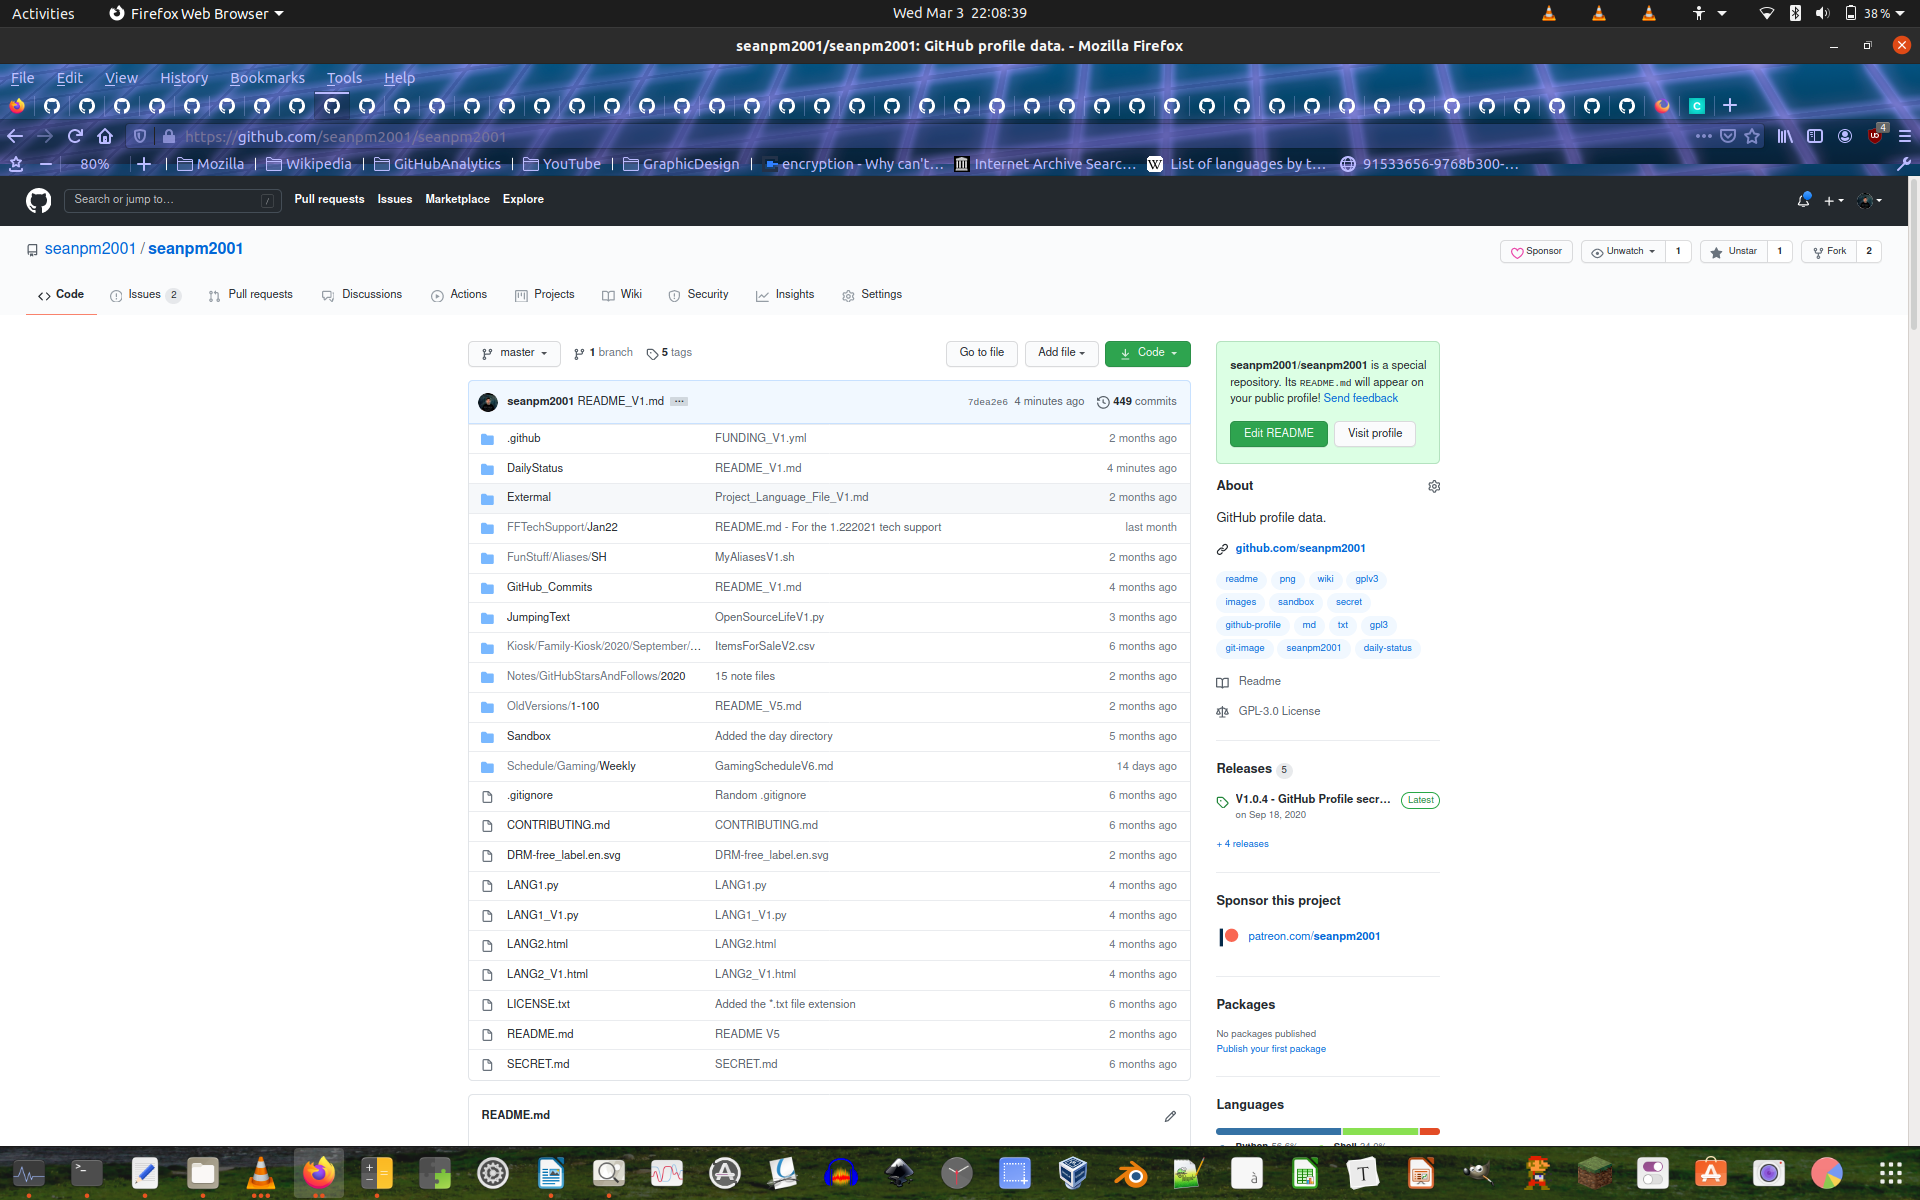 Activities Firefox Web Browser Wed Mar 3 22:08:39 38 %
seanpm2001/seanpm2001: GitHub profile data. - Mozilla Firefox
File Edit View History Bookmarks Tools Help
https://github.com/seanpm2001/seanpm2001 4
80% Mozilla Wikipedia GitHubAnalytics YouTube GraphicDesign encryption - Why can't… Internet Archive Searc… List of languages by t… 91533656-9768b300-…
Search or jump to… / Pull requests Issues Marketplace Explore
seanpm2001 / seanpm2001 Sponsor Unwatch 1 Unstar 1 Fork 2
Code Issues 2 Pull requests Discussions Actions Projects Wiki Security Insights Settings
master 1 branch 5 tags Go to file Add file Code
seanpm2001 README_V1.md … 7dea2e6 4 minutes ago 449 commits
.github FUNDING_V1.yml 2 months ago
DailyStatus README_V1.md 4 minutes ago
Extermal Project_Language_File_V1.md 2 months ago
FFTechSupport/Jan22 README.md - For the 1.222021 tech support last month
FunStuff/Aliases/SH MyAliasesV1.sh 2 months ago
GitHub_Commits README_V1.md 4 months ago
JumpingText OpenSourceLifeV1.py 3 months ago
Kiosk/Family-Kiosk/2020/September/… ItemsForSaleV2.csv 6 months ago
Notes/GitHubStarsAndFollows/2020 15 note files 2 months ago
OldVersions/1-100 README_V5.md 2 months ago
Sandbox Added the day directory 5 months ago
Schedule/Gaming/Weekly GamingScheduleV6.md 14 days ago
.gitignore Random .gitignore 6 months ago
CONTRIBUTING.md CONTRIBUTING.md 6 months ago
DRM-free_label.en.svg DRM-free_label.en.svg 2 months ago
LANG1.py LANG1.py 4 months ago
LANG1_V1.py LANG1_V1.py 4 months ago
LANG2.html LANG2.html 4 months ago
LANG2_V1.html LANG2_V1.html 4 months ago
LICENSE.txt Added the *.txt file extension 6 months ago
README.md README V5 2 months ago
SECRET.md SECRET.md 6 months ago
README.md
seanpm2001/seanpm2001 is a special
repository. Its README.md will appear on
your public profile! Send feedback
Edit README Visit profile
About
GitHub profile data.
github.com/seanpm2001
readme png wiki gplv3
images sandbox secret
github-profile md txt gpl3
git-image seanpm2001 daily-status
Readme
GPL-3.0 License
Releases 5
V1.0.4 - GitHub Profile secr… Latest
on Sep 18, 2020
+ 4 releases
Sponsor this project
patreon.com/seanpm2001
Packages
No packages published
Publish your first package
Languages